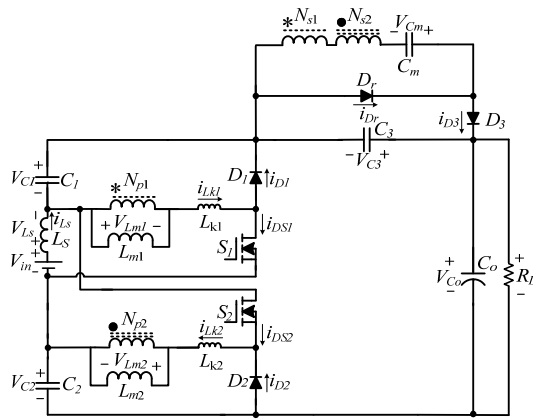 * N_s1 ● N_s2
− V_Cm +
C_m
D_r
i_Dr
i_D3 D_3
C_3
− V_C3 +
+ V_C1 − C_1
* N_p1
i_Lk1
D_1 i_D1
+ V_Lm1 −
L_k1
L_m1
i_DS1
S_1
− V_Ls + i_Ls L_S
V_in + −
S_2
● N_p2
i_Lk2
i_DS2
− V_Lm2 +
L_k2
L_m2
D_2 i_D2
+ V_C2 − C_2
+ V_Co − C_o
+ R_L −